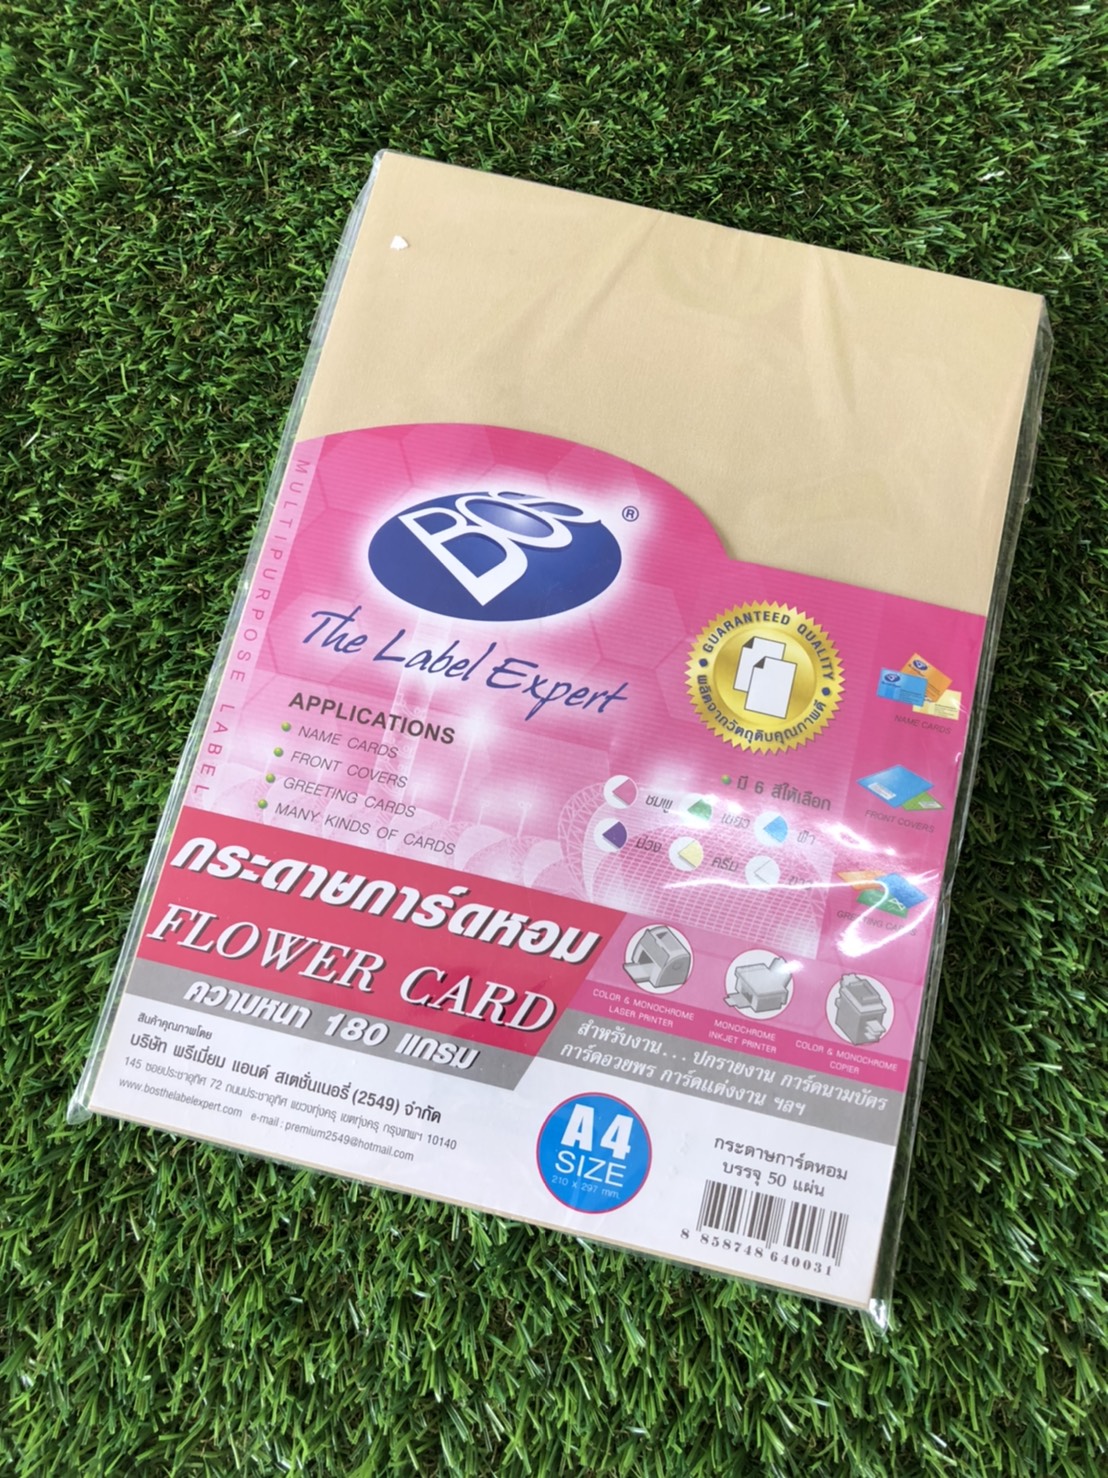 BOS®
The Label Expert
MULTIPURPOSE LABEL
GUARANTEED QUALITY
ผลิตจากวัตถุดิบคุณภาพดี
APPLICATIONS
NAME CARDS
FRONT COVERS
GREETING CARDS
MANY KINDS OF CARDS
มี 6 สีให้เลือก
ชมพู เขียว ฟ้า
ม่วง ครีม ขาว
NAME CARDS
FRONT COVERS
GREETING CARDS
กระดาษการ์ดหอม
FLOWER CARD
ความหนา 180 แกรม
COLOR & MONOCHROME
LASER PRINTER
MONOCHROME
INKJET PRINTER
COLOR & MONOCHROME
COPIER
สำหรับงาน... ปกรายงาน การ์ดนามบัตร
การ์ดอวยพร การ์ดแต่งงาน ฯลฯ
สินค้าคุณภาพโดย
บริษัท พรีเมี่ยม แอนด์ สเตชั่นเนอรี่ (2549) จำกัด
145 ซอยประชาอุทิศ 72 ถนนประชาอุทิศ แขวงทุ่งครุ เขตทุ่งครุ กรุงเทพฯ 10140
www.bosthelabelexpert.com e-mail : premium2549@hotmail.com
A4
SIZE
210 x 297 mm.
กระดาษการ์ดหอม
บรรจุ 50 แผ่น
8 858748 640031